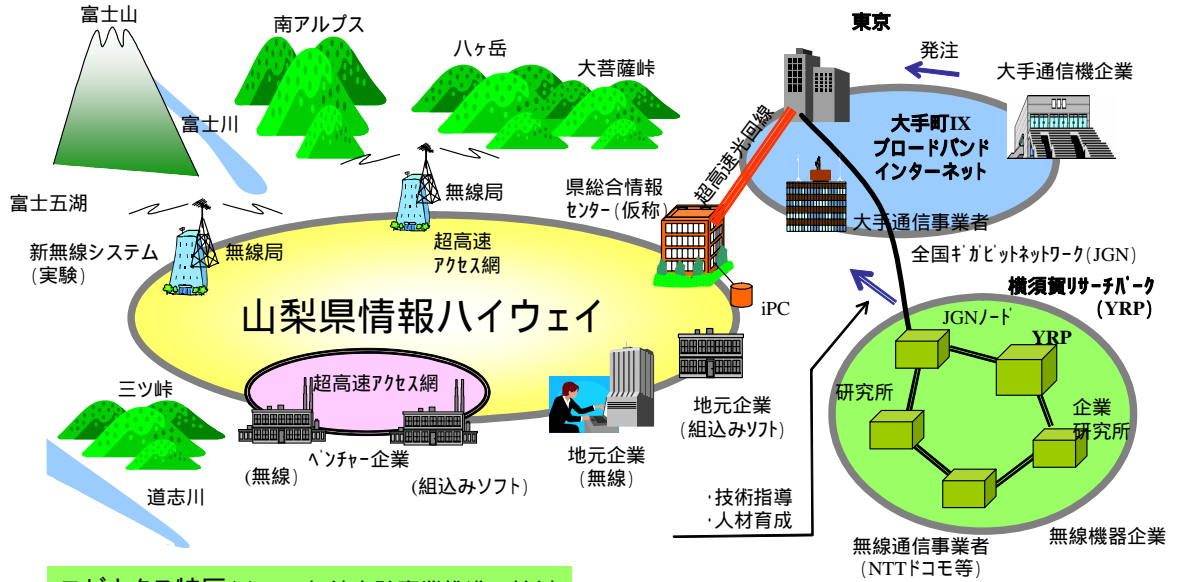 富士山
南アルプス
八ヶ岳
大菩薩峠
東京
発注
大手通信機企業
富士川
超高速光回線
大手町IX
ブロードバンド
インターネット
富士五湖
無線局
県総合情報
センター(仮称)
大手通信事業者
新無線システム
(実験)
無線局
超高速
アクセス網
全国ギガビットネットワーク(JGN)
山梨県情報ハイウェイ
iPC
横須賀リサーチパーク
(YRP)
JGNノード
YRP
超高速アクセス網
三ツ峠
地元企業
(組込みソフト)
研究所
企業
研究所
ベンチャー企業
(無線)
(組込みソフト)
地元企業
(無線)
道志川
・技術指導
・人材育成
無線通信事業者
(NTTドコモ等)
無線機器企業